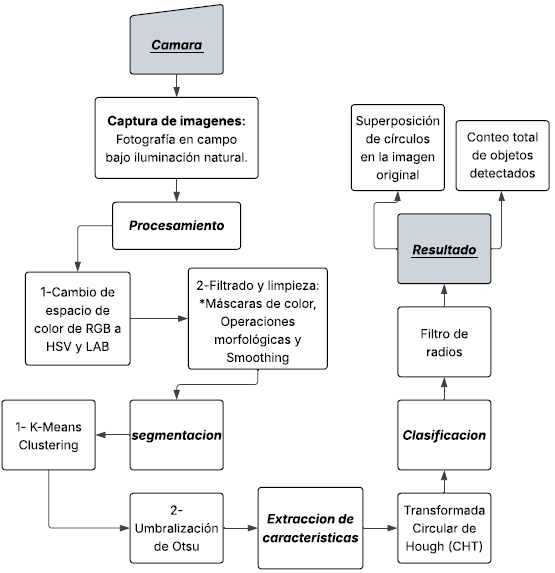 Camara
Captura de imagenes:
Fotografía en campo
bajo iluminación natural.
Procesamiento
1-Cambio de
espacio de
color de RGB a
HSV y LAB
2-Filtrado y limpieza:
*Máscaras de color,
Operaciones
morfológicas y
Smoothing
segmentacion
1- K-Means
Clustering
2-
Umbralización
de Otsu
Extraccion de
caracteristicas
Transformada
Circular de
Hough (CHT)
Clasificacion
Filtro de
radios
Resultado
Superposición
de círculos
en la imagen
original
Conteo total
de objetos
detectados